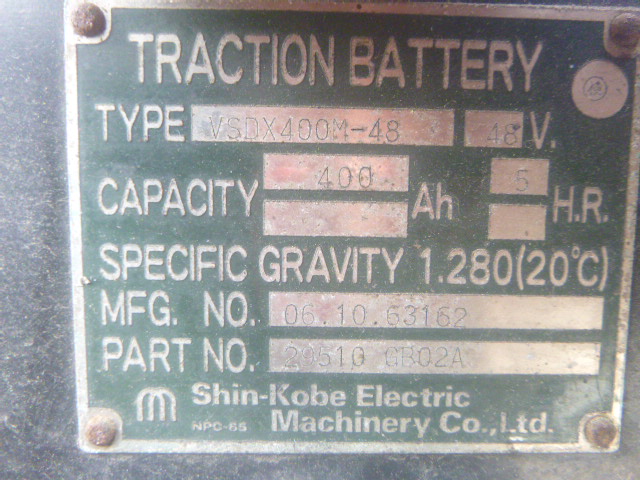 TRACTION BATTERY
TYPE VSDX400M-48 48 V.
CAPACITY 400 Ah 5 H.R.
SPECIFIC GRAVITY 1.280(20°C)
MFG. NO. 06.10.63162
PART NO. 29510 GB02A
Shin-Kobe Electric
NPC-65 Machinery Co.,Ltd.